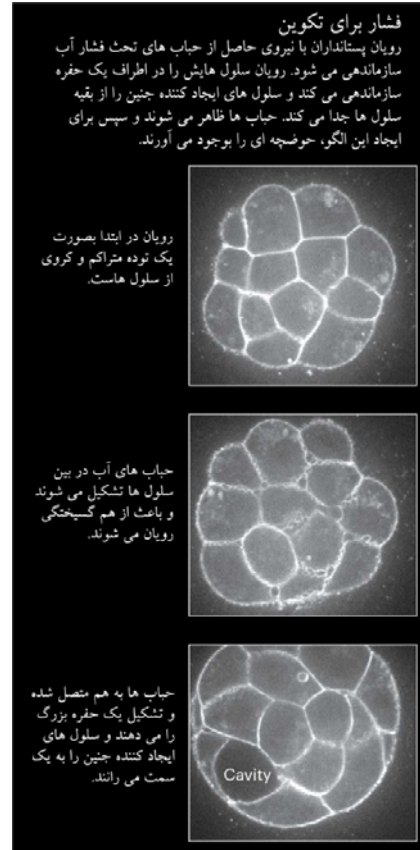 فشار برای تکوین
رویان پستانداران با نیروی حاصل از حباب های تحت فشار آب
سازماندهی می شود. رویان سلول هایش را در اطراف یک حفره
سازماندهی می کند و سلول های ایجاد کننده جنین را از بقیه
سلول ها جدا می کند. حباب ها ظاهر می شوند و سپس برای
ایجاد این الگو، حوضچه ای را بوجود می آورند.
رویان در ابتدا بصورت
یک توده متراکم و کروی
از سلول هاست.
حباب های آب در بین
سلول ها تشکیل می شوند
و باعث از هم گسیختگی
رویان می شوند.
حباب ها به هم متصل شده
و تشکیل یک حفره بزرگ
را می دهند و سلول های
ایجاد کننده جنین را به یک
سمت می رانند.
Cavity